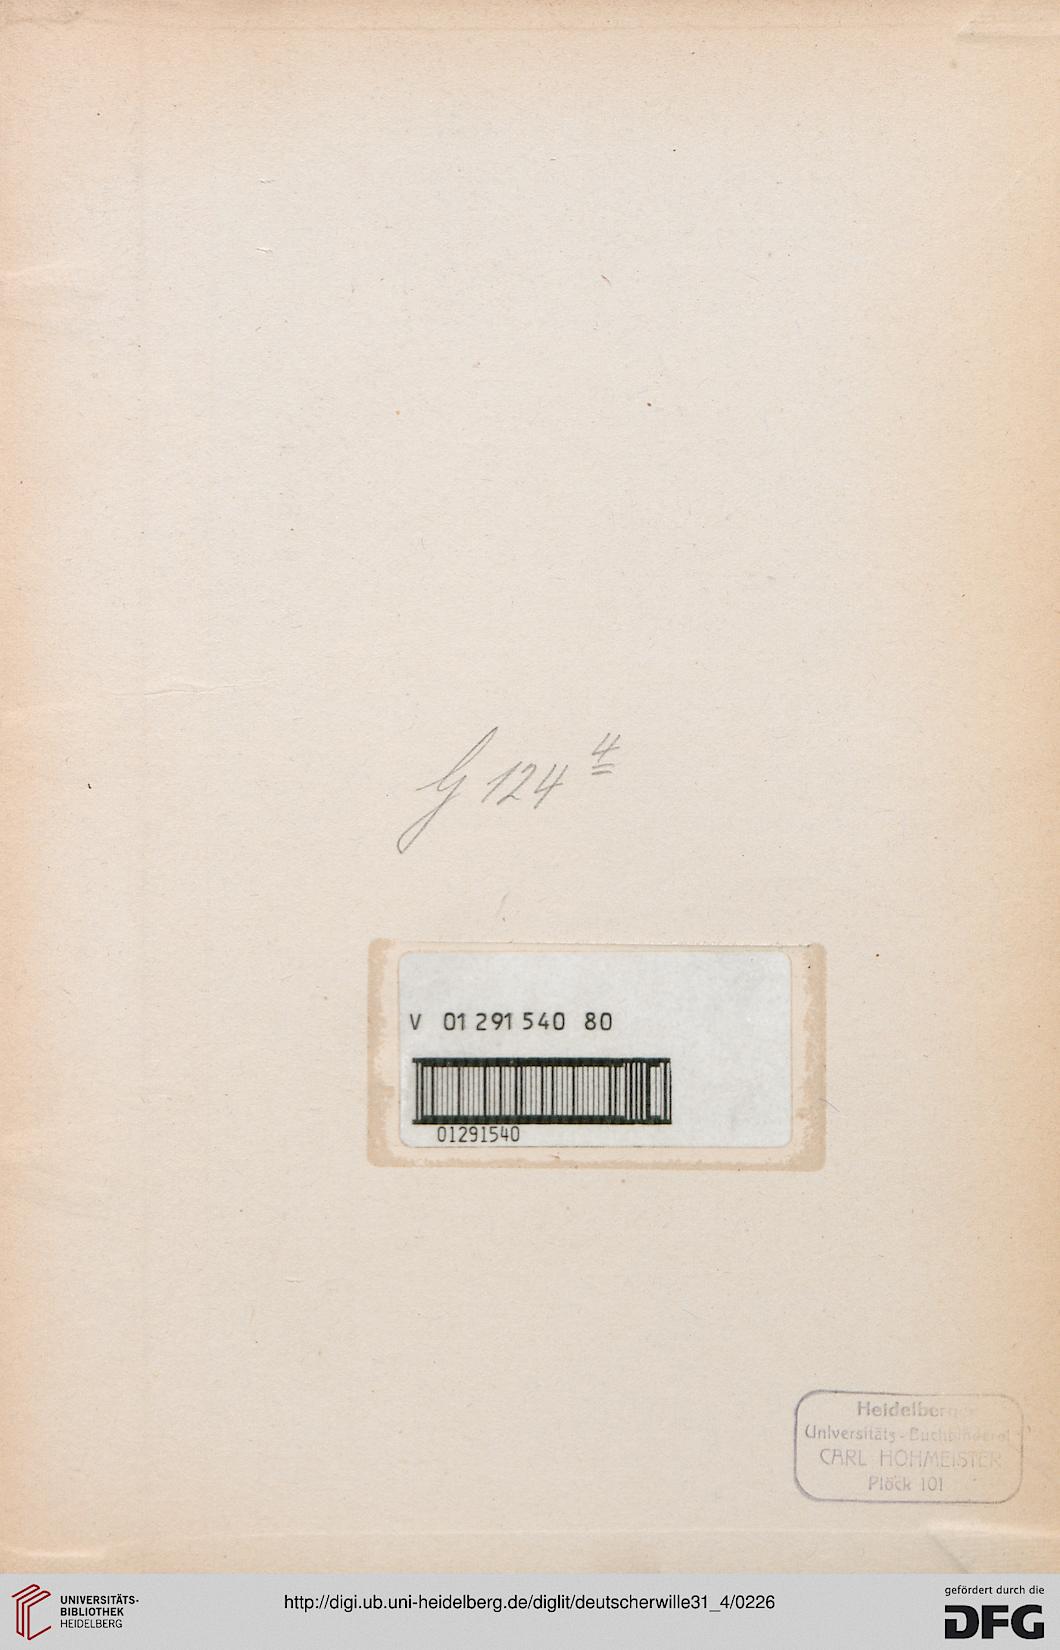 G 124 4
V 01 291 540 80
01291540
Heidelberger
Universitäts-Buchbinderei
CARL HOHMEISTER
Plöck 101
UNIVERSITÄTS-
BIBLIOTHEK
HEIDELBERG
http://digi.ub.uni-heidelberg.de/diglit/deutscherwille31_4/0226
gefördert durch die
DFG